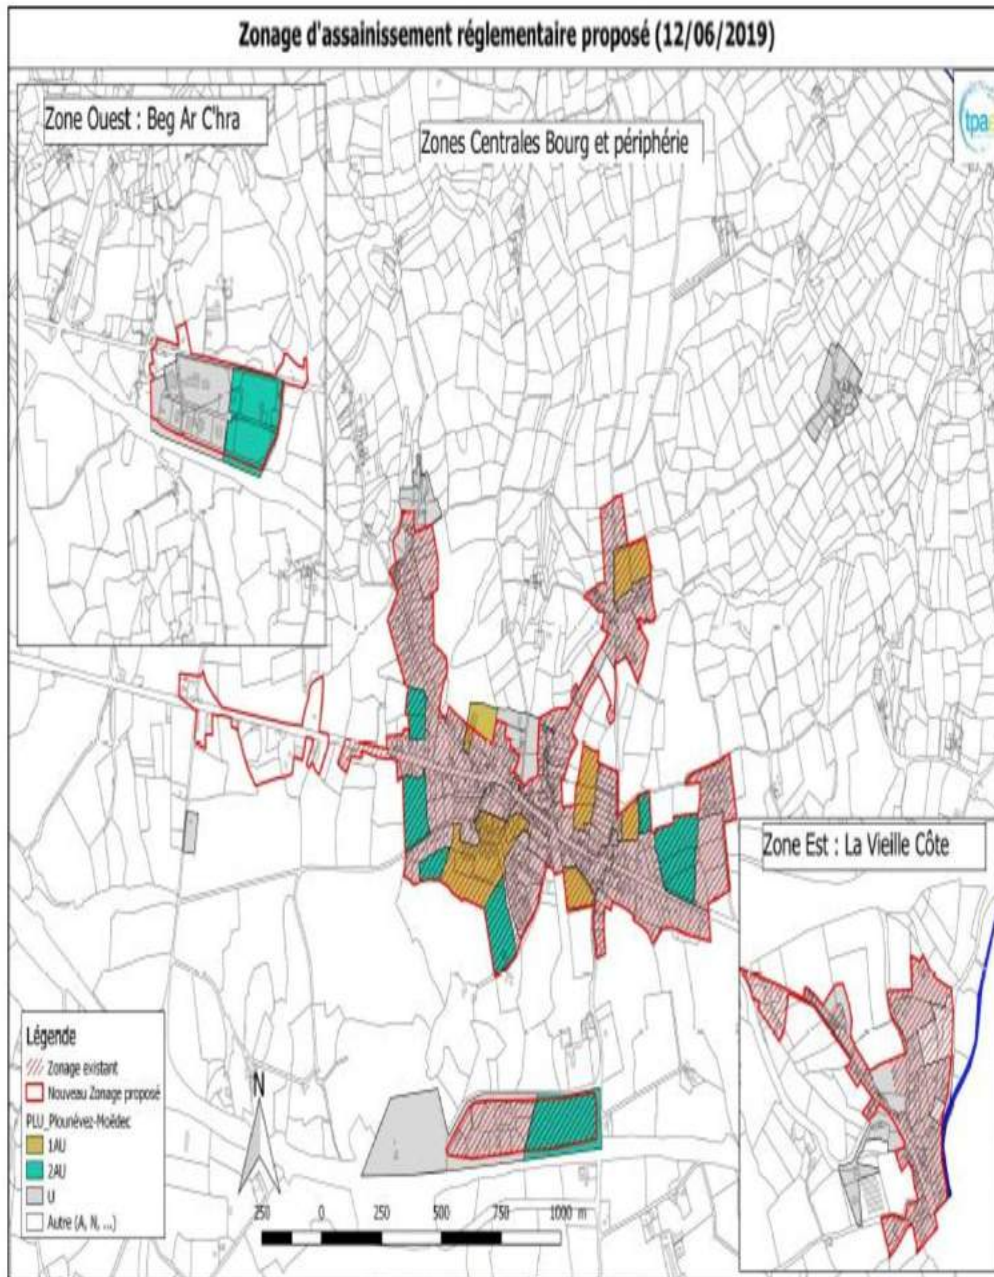 Zonage d'assainissement réglementaire proposé (12/06/2019)
Zone Ouest : Beg Ar C'hra
Zones Centrales Bourg et périphérie
tpa
Zone Est : La Vieille Côte
Légende
Zonage existant
Nouveau Zonage proposé
PLU_Plounévez-Moëdec
1AU
2AU
U
Autre (A, N, ...)
N
250 0 250 500 750 1000 m